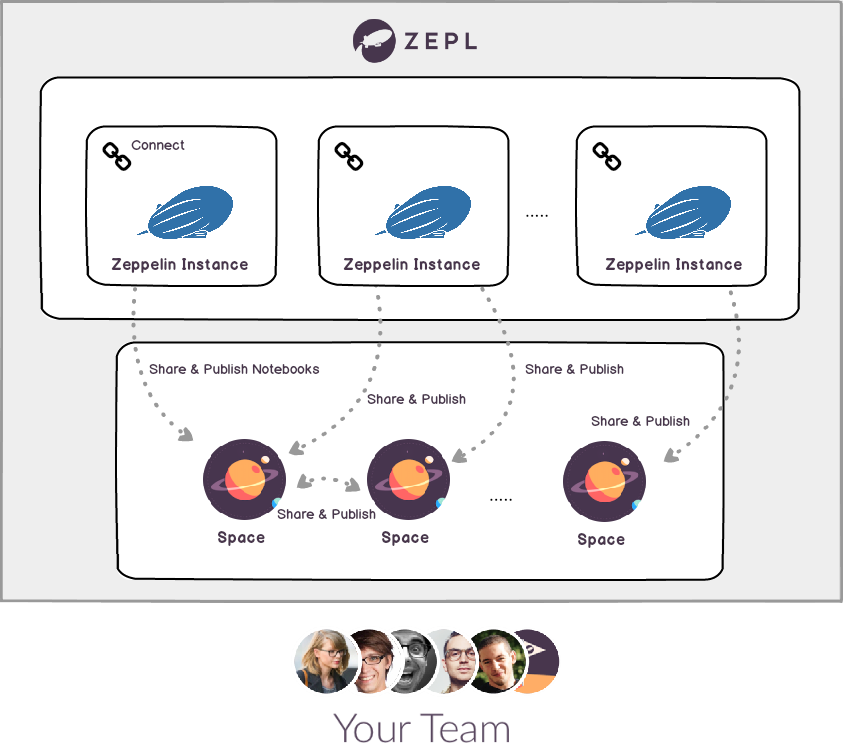 ZEPL
Connect
.....
Zeppelin Instance
Zeppelin Instance
Zeppelin Instance
Share & Publish Notebooks
Share & Publish
Share & Publish
Share & Publish
.....
Share & Publish
Space
Space
Space
Your Team